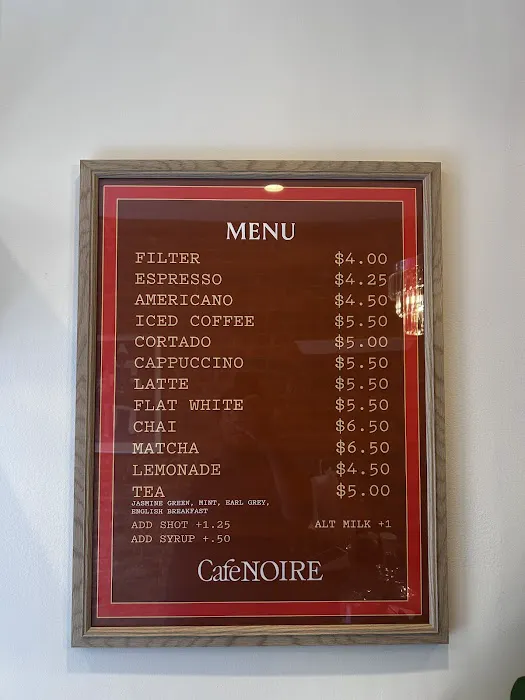 MENU
FILTER $4.00
ESPRESSO $4.25
AMERICANO $4.50
ICED COFFEE $5.50
CORTADO $5.00
CAPPUCCINO $5.50
LATTE $5.50
FLAT WHITE $5.50
CHAI $6.50
MATCHA $6.50
LEMONADE $4.50
TEA $5.00
JASMINE GREEN, MINT, EARL GREY,
ENGLISH BREAKFAST
ADD SHOT +1.25 ALT MILK +1
ADD SYRUP +.50
CafeNOIRE